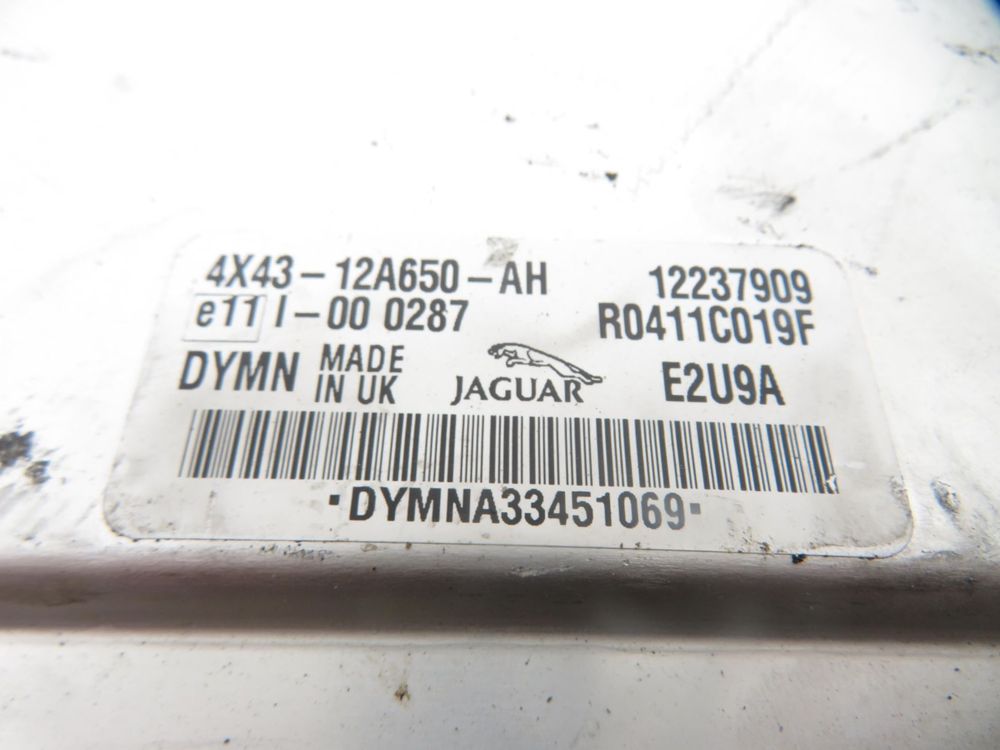 4X43-12A650-AH 12237909
e11 I-00 0287 R0411C019F
DYMN MADE IN UK JAGUAR E2U9A
·DYMNA33451069·